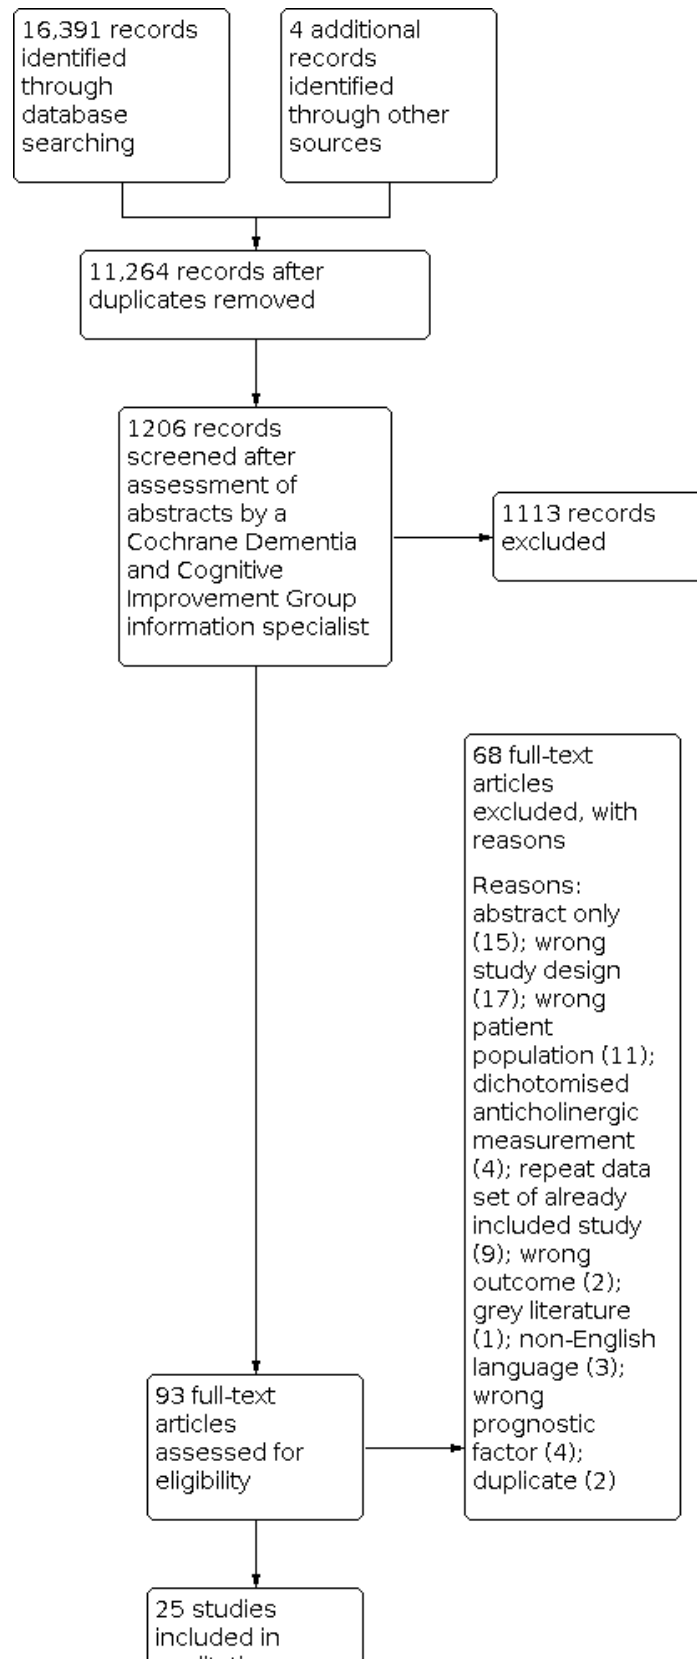 16,391 records
identified
through
database
searching
4 additional
records
identified
through other
sources
11,264 records after
duplicates removed
1206 records
screened after
assessment of
abstracts by a
Cochrane Dementia
and Cognitive
Improvement Group
information specialist
1113 records
excluded
68 full-text
articles
excluded, with
reasons
Reasons:
abstract only
(15); wrong
study design
(17); wrong
patient
population (11);
dichotomised
anticholinergic
measurement
(4); repeat data
set of already
included study
(9); wrong
outcome (2);
grey literature
(1); non-English
language (3);
wrong
prognostic
factor (4);
duplicate (2)
93 full-text
articles
assessed for
eligibility
25 studies
included in